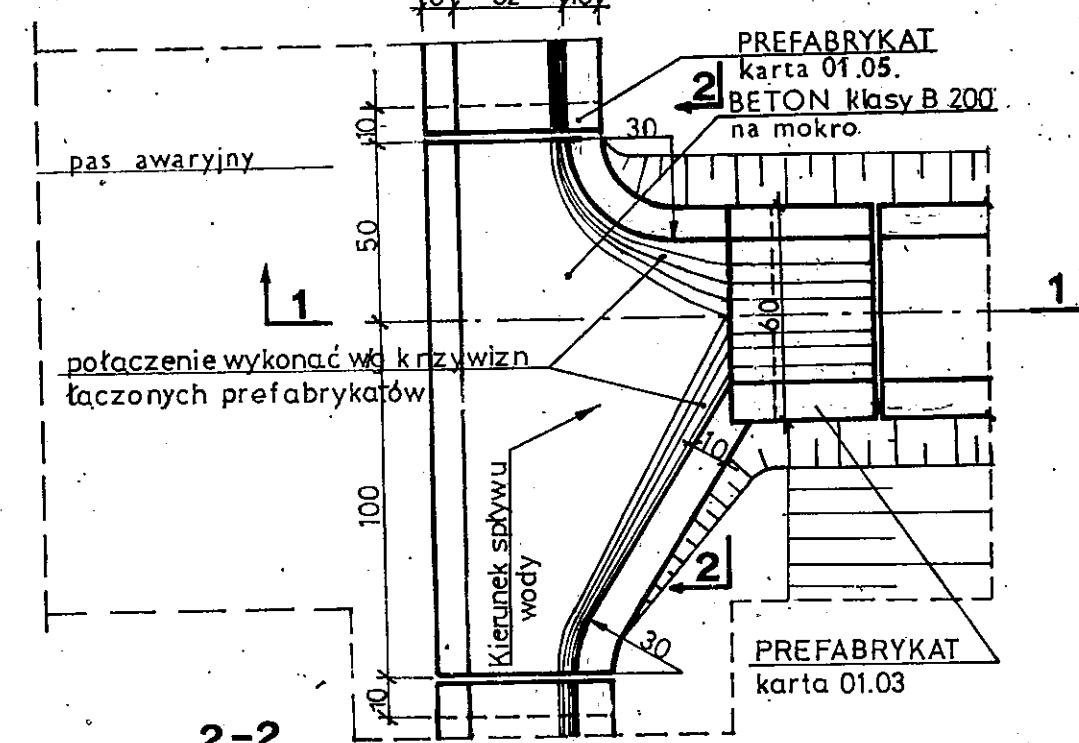 PREFABRYKAT
karta 01.05.
2
BETON klasy B 200
na mokro
30
10
pas awaryjny
50
1
1
60
połączenie wykonać wg krzywizn
łączonych prefabrykatów
10
100
Kierunek spływu
wody
2
30
PREFABRYKAT
karta 01.03
10
2-2